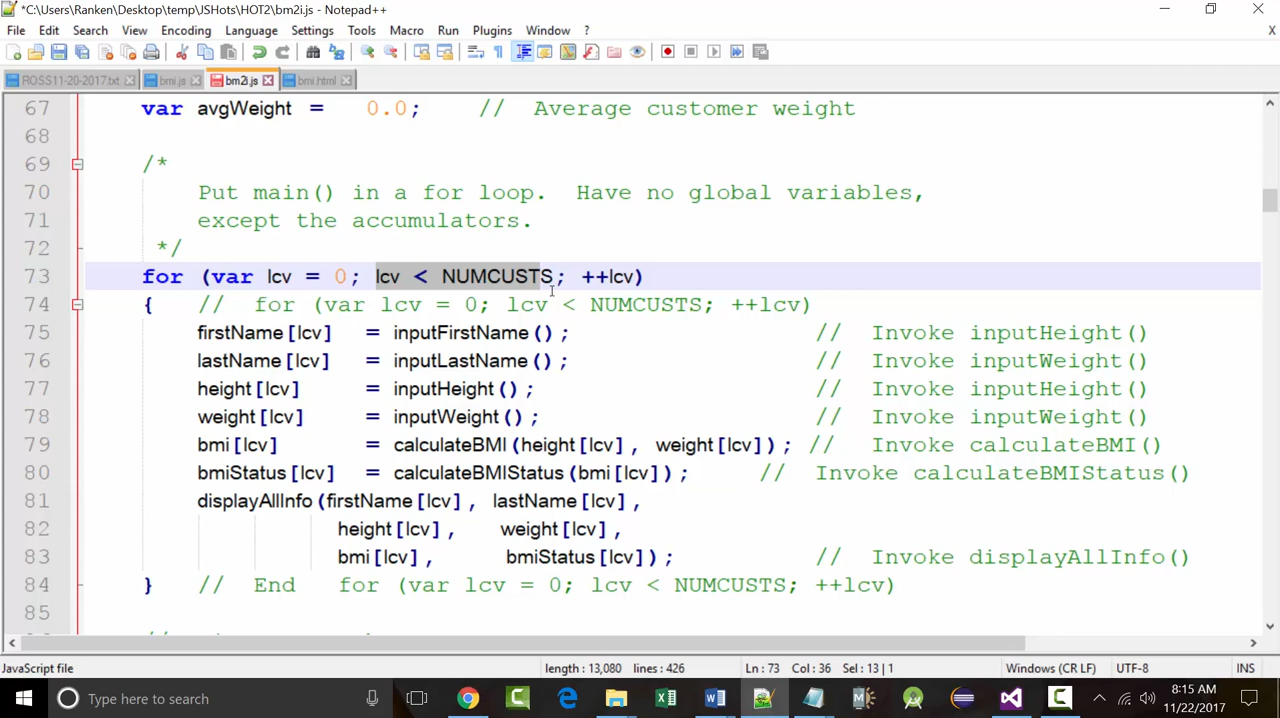 *C:\Users\Ranken\Desktop\temp\JSHots\HOT2\bm2i.js - Notepad++
File Edit Search View Encoding Language Settings Tools Macro Run Plugins Window ? X
ROSS11-20-2017.txt bmi.js bm2i.js bmi.html
67 var avgWeight = 0.0; // Average customer weight
68
69 /*
70 Put main() in a for loop. Have no global variables,
71 except the accumulators.
72 */
73 for (var lcv = 0; lcv < NUMCUSTS; ++lcv)
74 { // for (var lcv = 0; lcv < NUMCUSTS; ++lcv)
75 firstName[lcv] = inputFirstName(); // Invoke inputHeight()
76 lastName[lcv] = inputLastName(); // Invoke inputWeight()
77 height[lcv] = inputHeight(); // Invoke inputHeight()
78 weight[lcv] = inputWeight(); // Invoke inputWeight()
79 bmi[lcv] = calculateBMI(height[lcv], weight[lcv]); // Invoke calculateBMI()
80 bmiStatus[lcv] = calculateBMIStatus(bmi[lcv]); // Invoke calculateBMIStatus()
81 displayAllInfo(firstName[lcv], lastName[lcv],
82 height[lcv], weight[lcv],
83 bmi[lcv], bmiStatus[lcv]); // Invoke displayAllInfo()
84 } // End for (var lcv = 0; lcv < NUMCUSTS; ++lcv)
85
JavaScript file length : 13,080 lines : 426 Ln : 73 Col : 36 Sel : 13 | 1 Windows (CR LF) UTF-8 INS
Type here to search
8:15 AM
11/22/2017